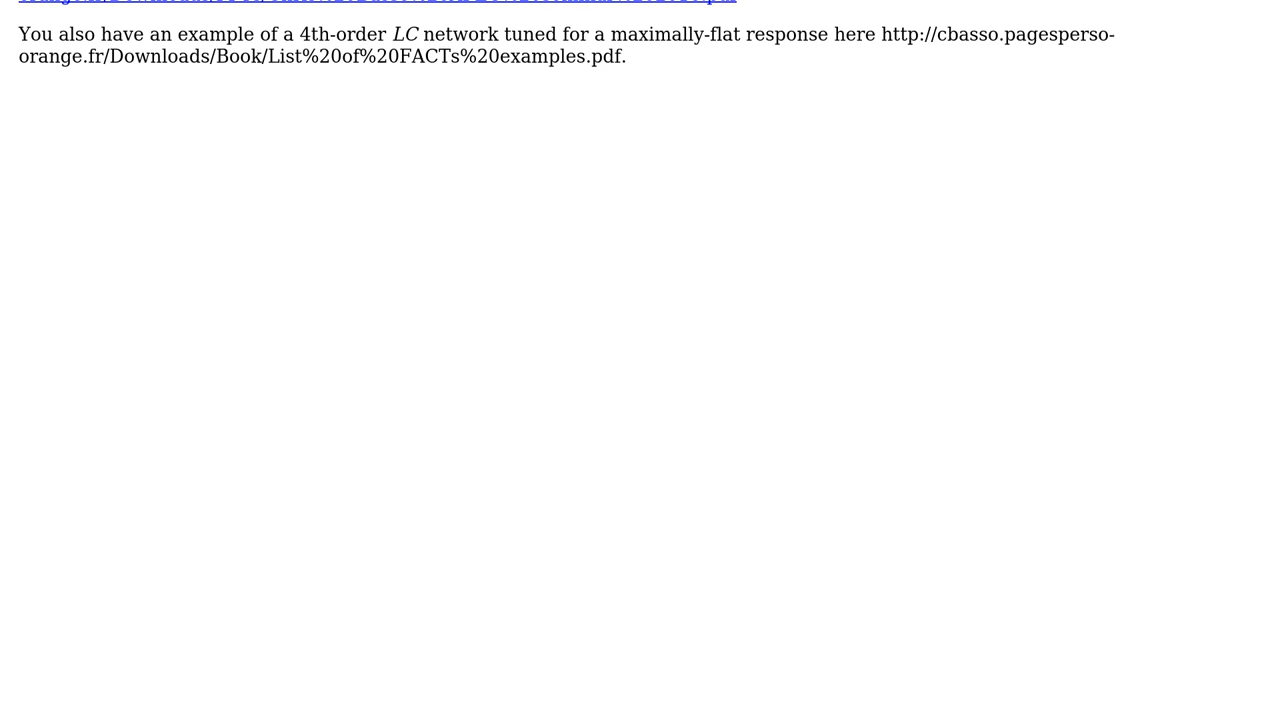 You also have an example of a 4th-order LC network tuned for a maximally-flat response here http://cbasso.pagesperso-
orange.fr/Downloads/Book/List%20of%20FACTs%20examples.pdf.